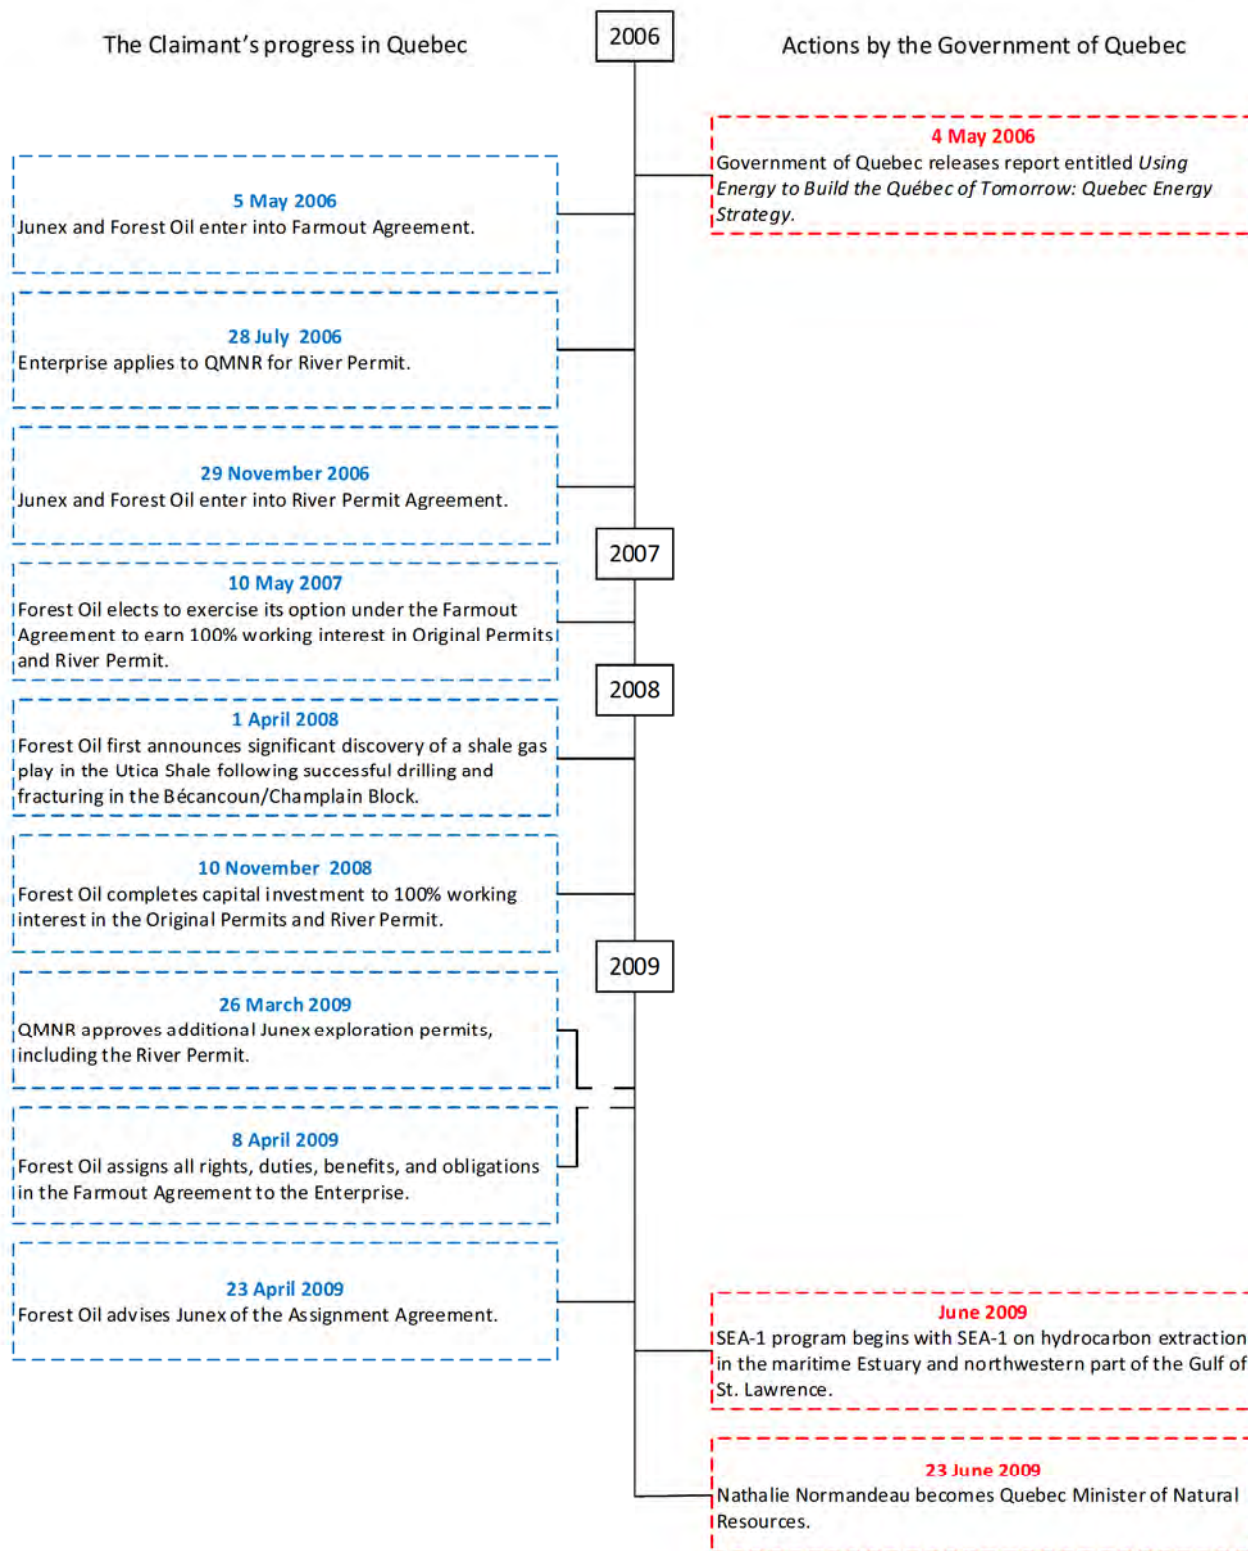 The Claimant's progress in Quebec
2006
Actions by the Government of Quebec
4 May 2006
Government of Quebec releases report entitled Using
Energy to Build the Québec of Tomorrow: Quebec Energy
Strategy.
5 May 2006
Junex and Forest Oil enter into Farmout Agreement.
28 July 2006
Enterprise applies to QMNR for River Permit.
29 November 2006
Junex and Forest Oil enter into River Permit Agreement.
2007
10 May 2007
Forest Oil elects to exercise its option under the Farmout
Agreement to earn 100% working interest in Original Permits
and River Permit.
2008
1 April 2008
Forest Oil first announces significant discovery of a shale gas
play in the Utica Shale following successful drilling and
fracturing in the Bécancoun/Champlain Block.
10 November 2008
Forest Oil completes capital investment to 100% working
interest in the Original Permits and River Permit.
2009
26 March 2009
QMNR approves additional Junex exploration permits,
including the River Permit.
8 April 2009
Forest Oil assigns all rights, duties, benefits, and obligations
in the Farmout Agreement to the Enterprise.
23 April 2009
Forest Oil advises Junex of the Assignment Agreement.
June 2009
SEA-1 program begins with SEA-1 on hydrocarbon extraction
in the maritime Estuary and northwestern part of the Gulf of
St. Lawrence.
23 June 2009
Nathalie Normandeau becomes Quebec Minister of Natural
Resources.